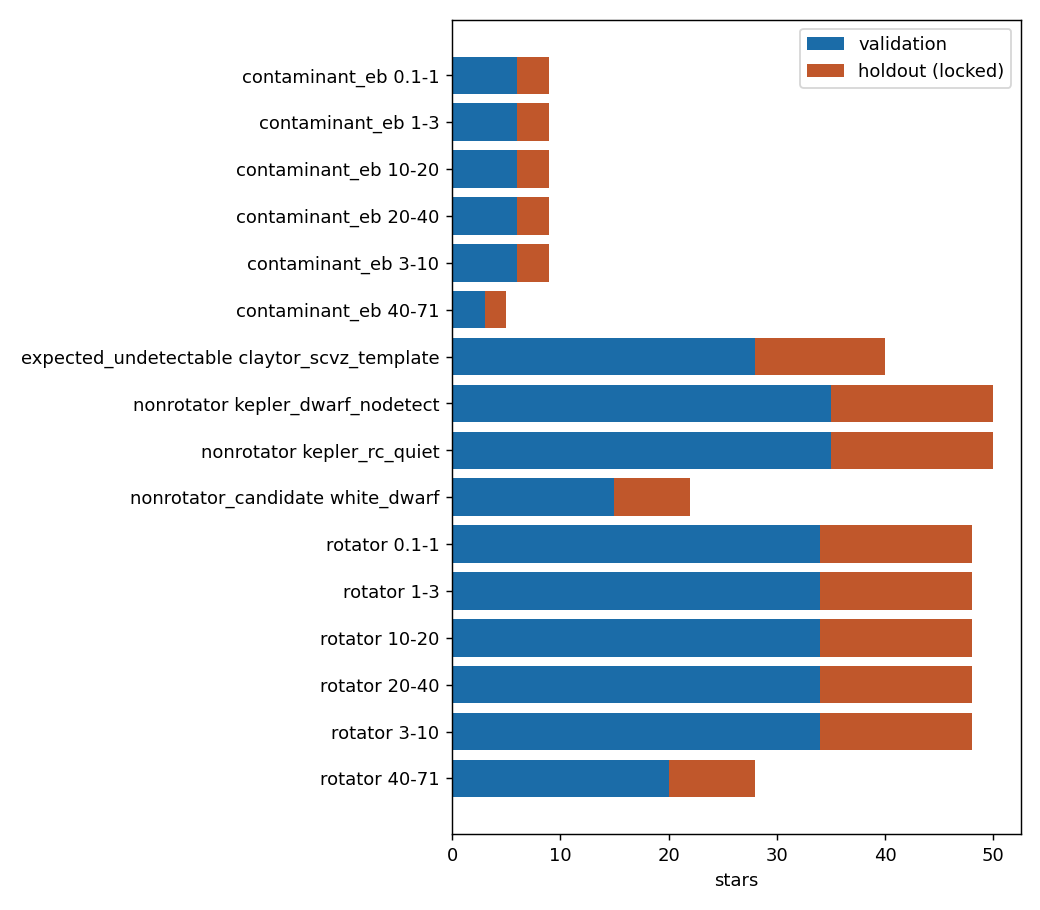 validation
holdout (locked)
contaminant_eb 0.1-1
contaminant_eb 1-3
contaminant_eb 10-20
contaminant_eb 20-40
contaminant_eb 3-10
contaminant_eb 40-71
expected_undetectable claytor_scvz_template
nonrotator kepler_dwarf_nodetect
nonrotator kepler_rc_quiet
nonrotator_candidate white_dwarf
rotator 0.1-1
rotator 1-3
rotator 10-20
rotator 20-40
rotator 3-10
rotator 40-71
0 10 20 30 40 50
stars